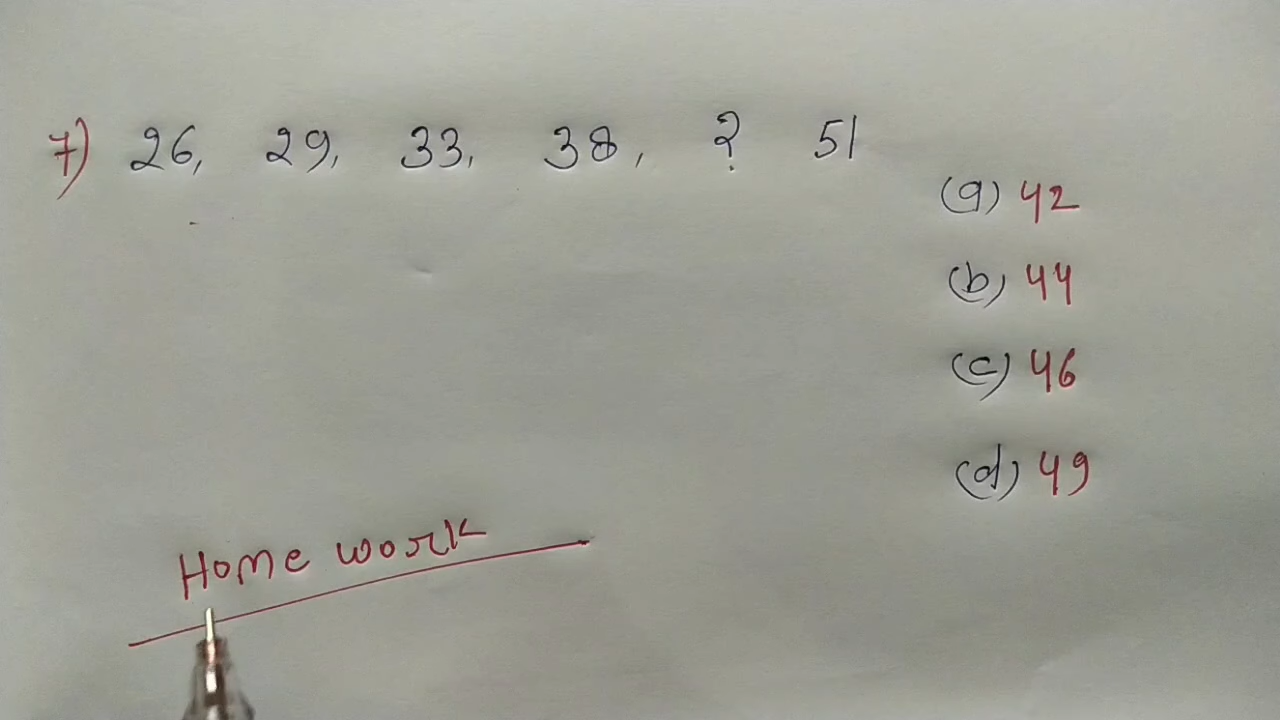 7) 26, 29, 33, 38, ? 51
(a) 42
(b) 44
(c) 46
(d) 49
Home work